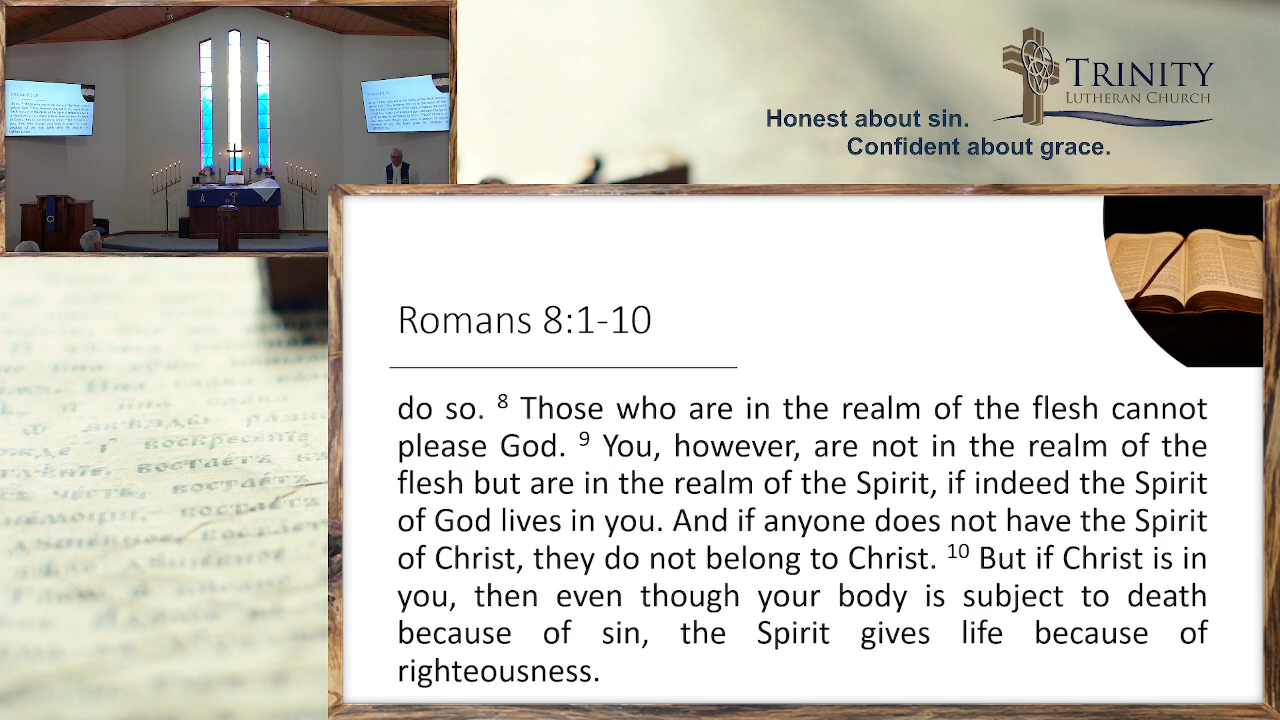 Honest about sin.
Confident about grace.
TRINITY
LUTHERAN CHURCH
Romans 8:1-10
do so. 8 Those who are in the realm of the flesh cannot
please God. 9 You, however, are not in the realm of the
flesh but are in the realm of the Spirit, if indeed the Spirit
of God lives in you. And if anyone does not have the Spirit
of Christ, they do not belong to Christ. 10 But if Christ is in
you, then even though your body is subject to death
because of sin, the Spirit gives life because of
righteousness.